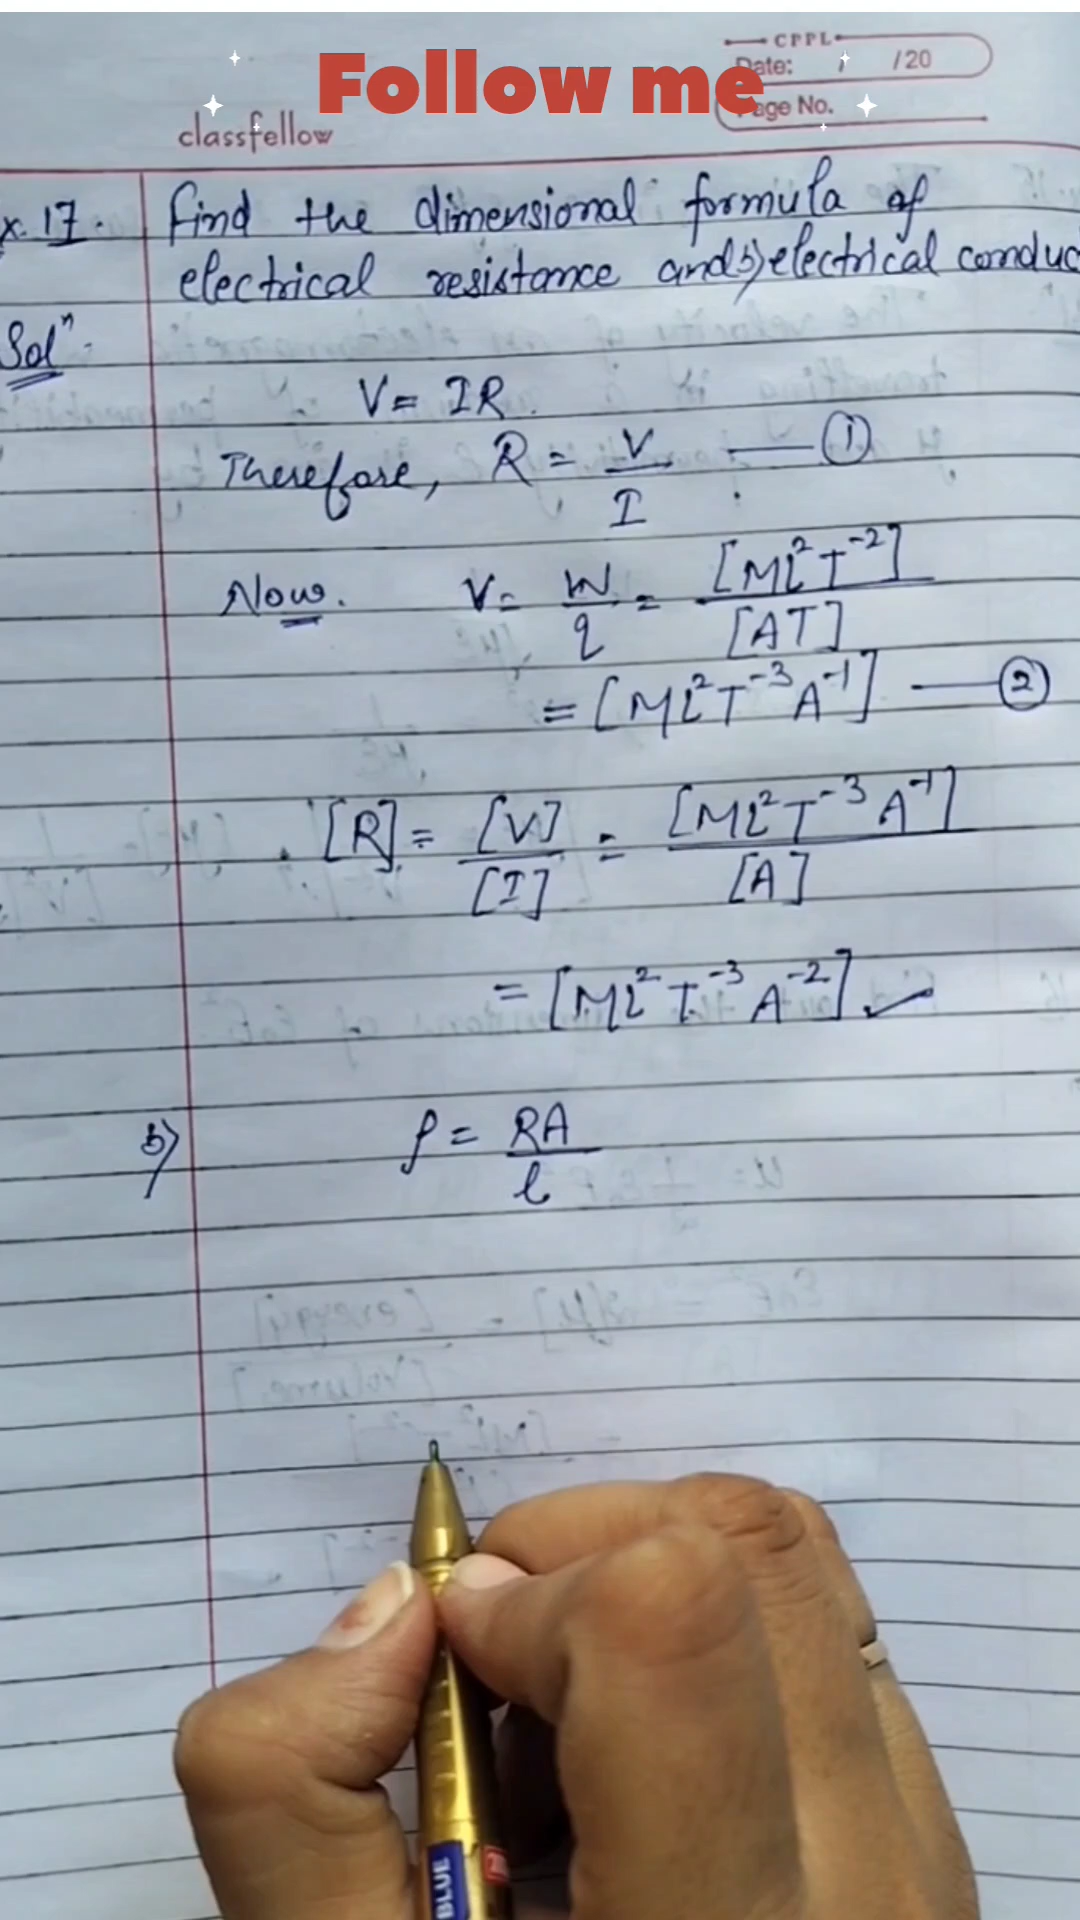 Follow me
CPPL
Date: / /20
Page No.
classfellow
x. 17. Find the dimensional formula of
electrical resistance and b) electrical conduc
Solⁿ.
V = IR.
Therefore, R = V/I — ①
Now. V = W/q = [ML²T⁻²]/[AT]
= [ML²T⁻³A⁻¹] — ②
[R] = [V]/[I] = [ML²T⁻³A⁻¹]/[A]
= [ML²T⁻³A⁻²] ✓
b) ρ = RA/l
BLUE